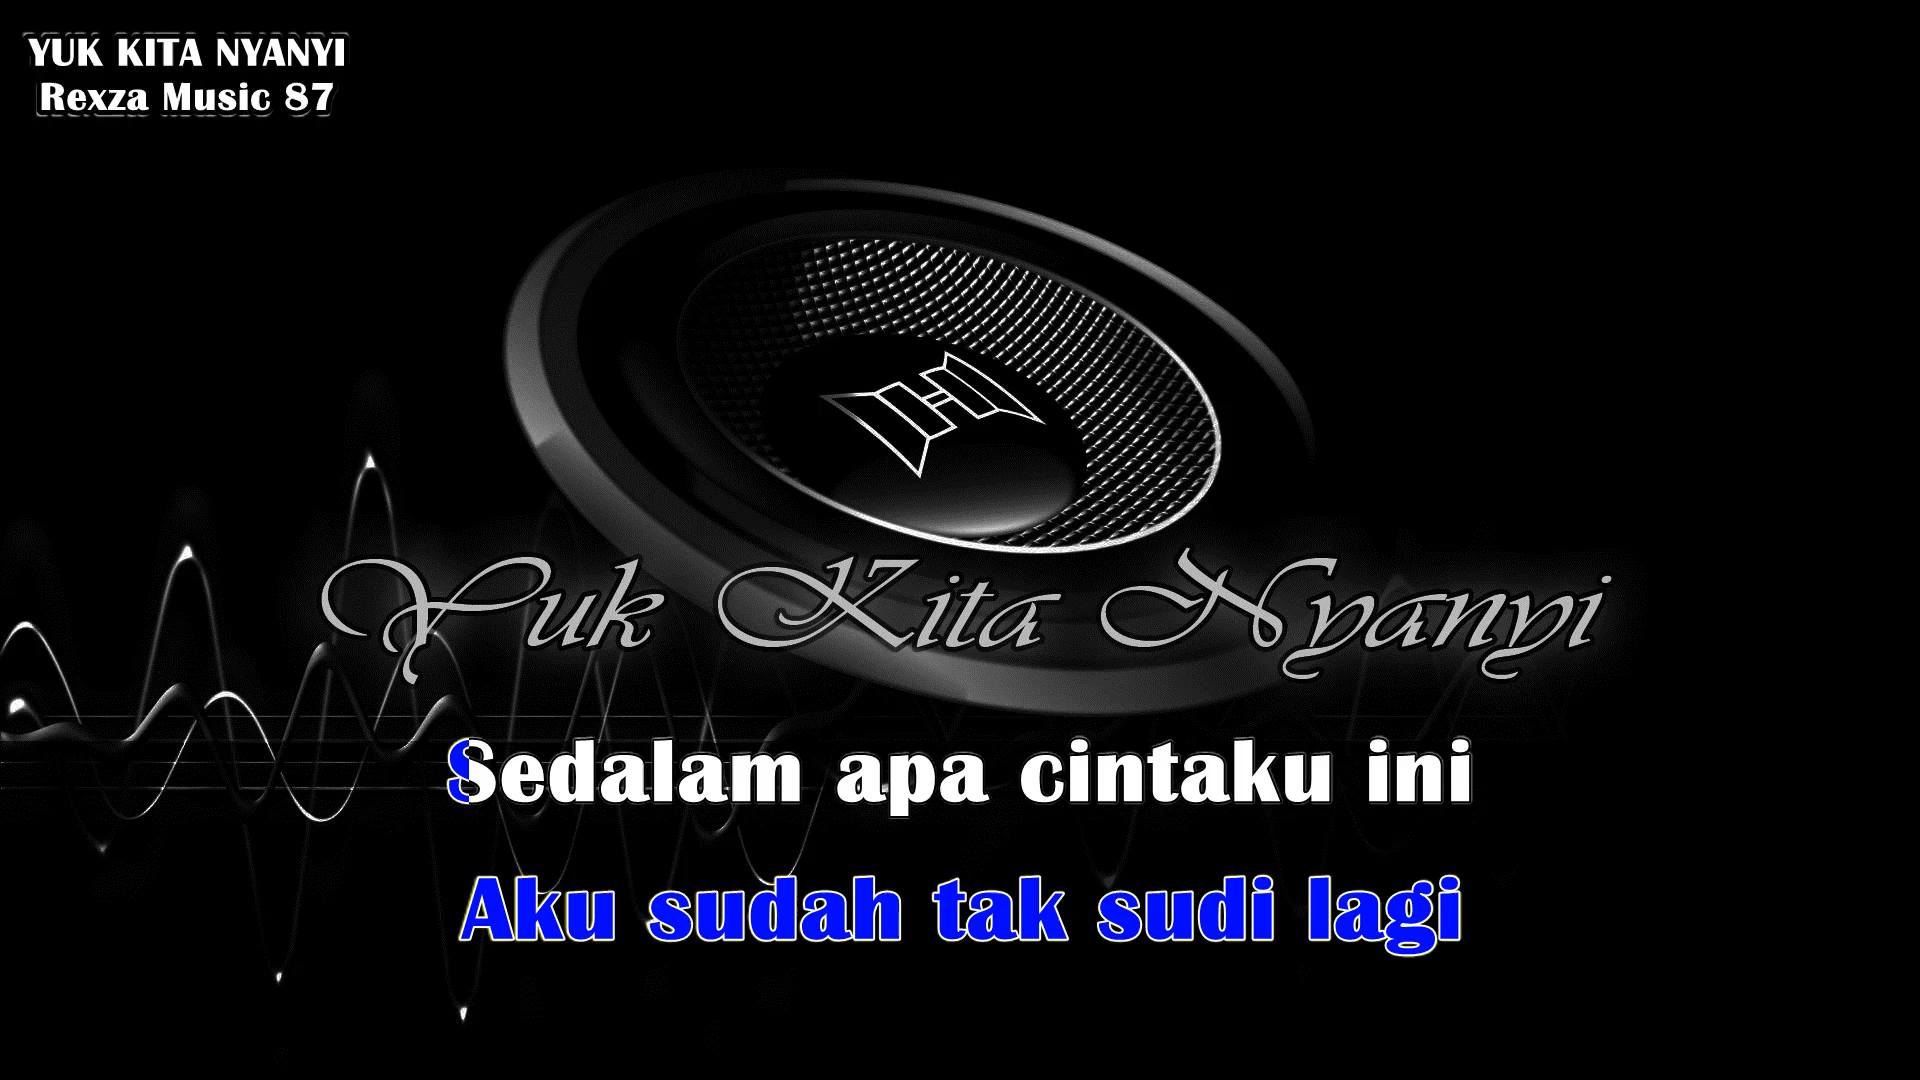 YUK KITA NYANYI
Rexza Music 87
Yuk Kita Nyanyi
Sedalam apa cintaku ini
Aku sudah tak sudi lagi